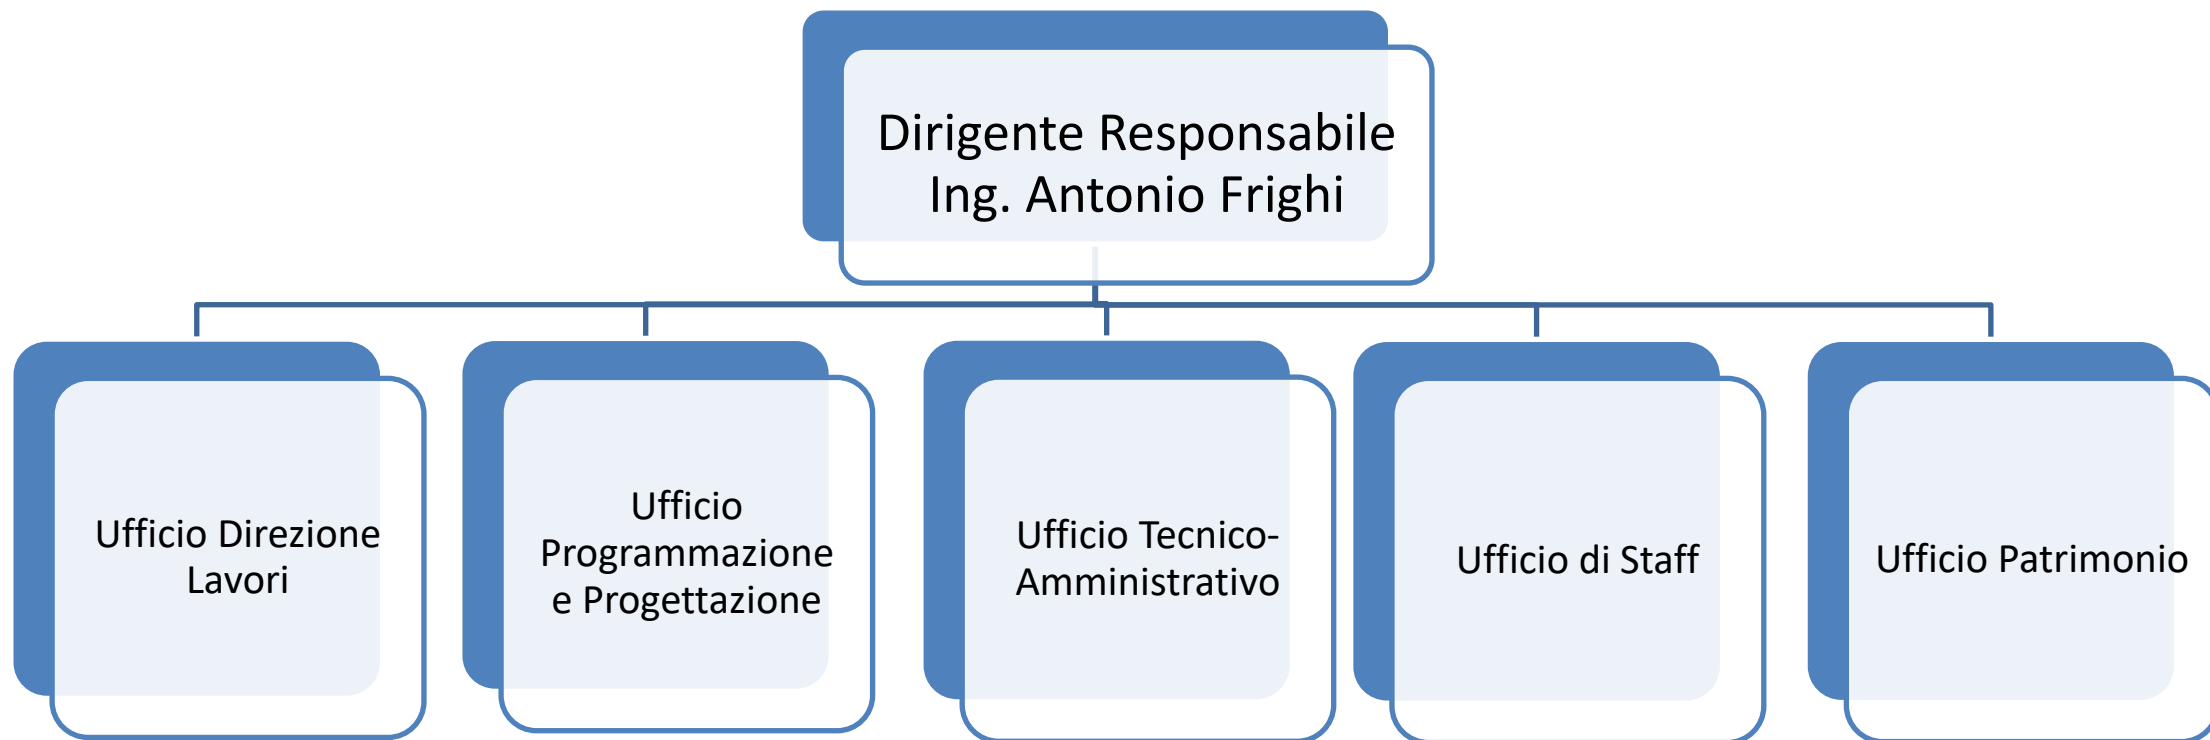 Dirigente Responsabile
Ing. Antonio Frighi
Ufficio Direzione
Lavori
Ufficio
Programmazione
e Progettazione
Ufficio Tecnico-
Amministrativo
Ufficio di Staff
Ufficio Patrimonio